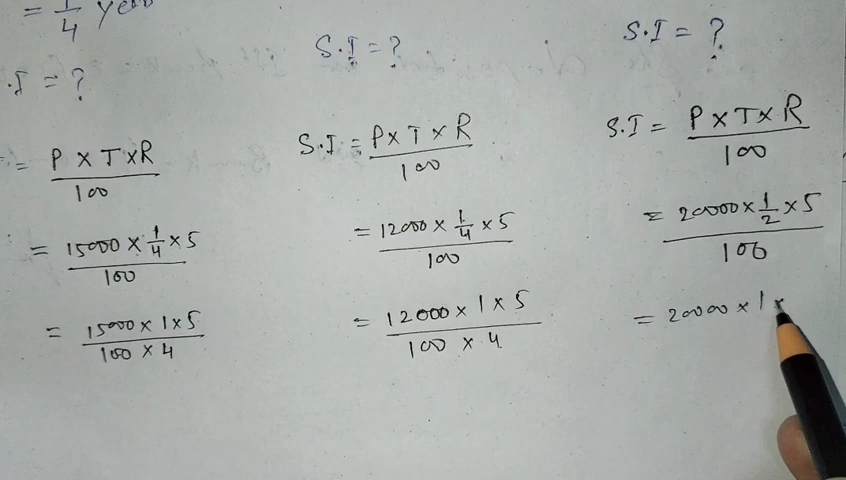 = 1/4 year
.I = ?
= P × T × R / 100
= 15000 × 1/4 × 5 / 100
= 15000 × 1 × 5 / 100 × 4
S.I = ?
S.I = P × T × R / 100
= 12000 × 1/4 × 5 / 100
= 12000 × 1 × 5 / 100 × 4
S.I = ?
S.I = P × T × R / 100
= 20000 × 1/2 × 5 / 100
= 20000 × 1 ×